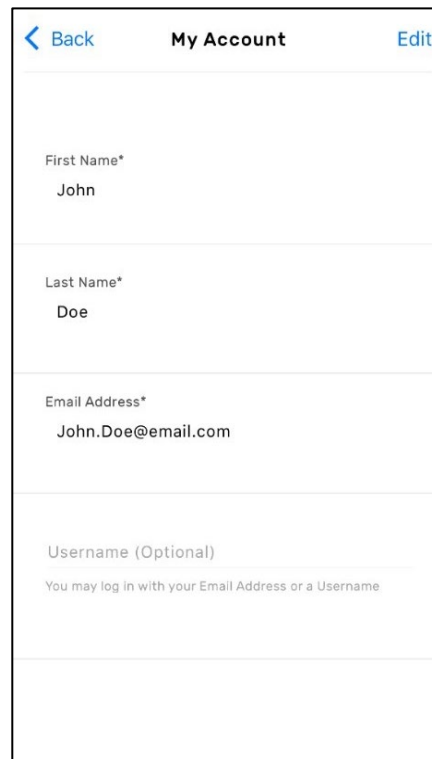 Back My Account Edit
First Name*
John
Last Name*
Doe
Email Address*
John.Doe@email.com
Username (Optional)
You may log in with your Email Address or a Username